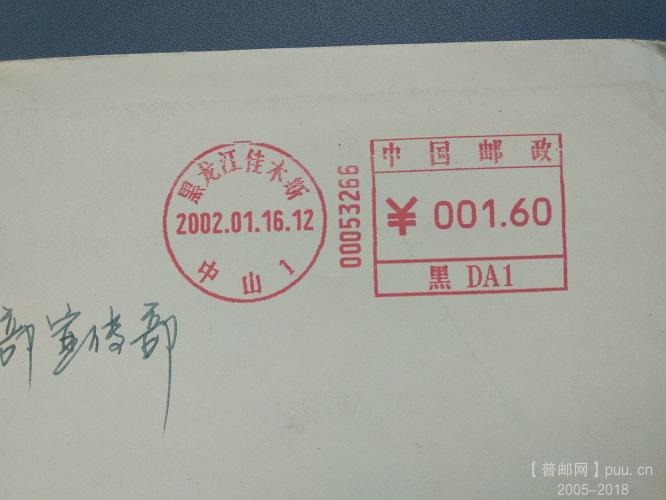 黑龙江佳木斯
2002.01.16.12
中山1
00053266
中国邮政
¥ 001.60
黑 DA1
部宣传部
【普邮网】puu.cn
2005-2018